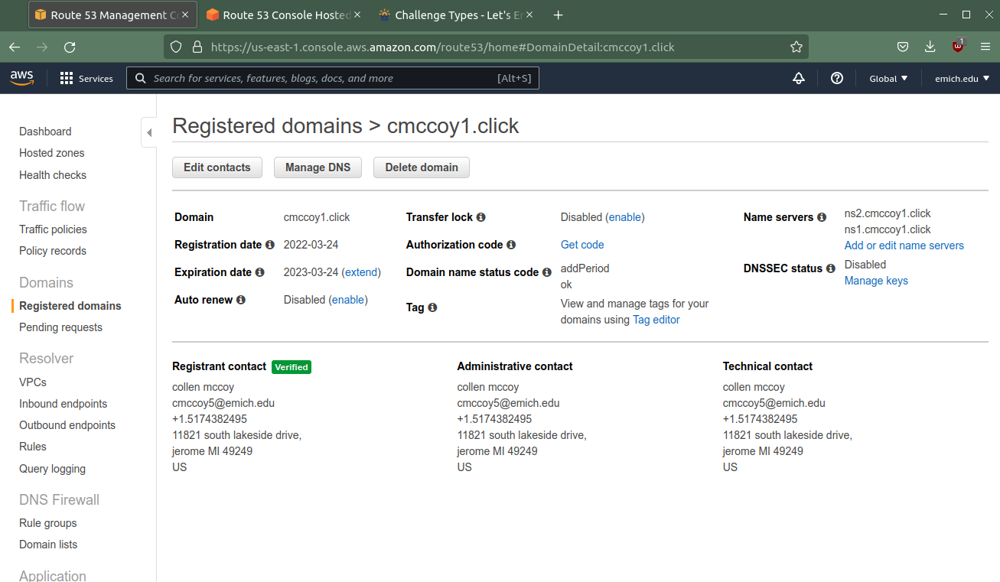 Route 53 Management Co
Route 53 Console Hosted
Challenge Types - Let's En
https://us-east-1.console.aws.amazon.com/route53/home#DomainDetail:cmccoy1.click
1
aws
Services
Search for services, features, blogs, docs, and more
[Alt+S]
Global
emich.edu
Dashboard
Hosted zones
Health checks
Traffic flow
Traffic policies
Policy records
Domains
Registered domains
Pending requests
Resolver
VPCs
Inbound endpoints
Outbound endpoints
Rules
Query logging
DNS Firewall
Rule groups
Domain lists
Application
Registered domains > cmccoy1.click
Edit contacts
Manage DNS
Delete domain
Domain
cmccoy1.click
Registration date
2022-03-24
Expiration date
2023-03-24 (extend)
Auto renew
Disabled (enable)
Transfer lock
Disabled (enable)
Authorization code
Get code
Domain name status code
addPeriod
ok
Tag
View and manage tags for your
domains using Tag editor
Name servers
ns2.cmccoy1.click
ns1.cmccoy1.click
Add or edit name servers
DNSSEC status
Disabled
Manage keys
Registrant contact Verified
collen mccoy
cmccoy5@emich.edu
+1.5174382495
11821 south lakeside drive,
jerome MI 49249
US
Administrative contact
collen mccoy
cmccoy5@emich.edu
+1.5174382495
11821 south lakeside drive,
jerome MI 49249
US
Technical contact
collen mccoy
cmccoy5@emich.edu
+1.5174382495
11821 south lakeside drive,
jerome MI 49249
US